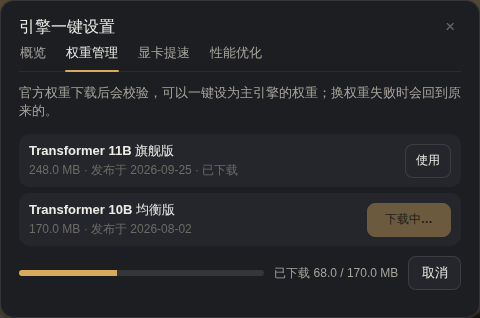 引擎一键设置 ×
概览 权重管理 显卡提速 性能优化
官方权重下载后会校验，可以一键设为主引擎的权重；换权重失败时会回到原
来的。
Transformer 11B 旗舰版
248.0 MB · 发布于 2026-09-25 · 已下载
使用
Transformer 10B 均衡版
170.0 MB · 发布于 2026-08-02
下载中...
已下载 68.0 / 170.0 MB 取消